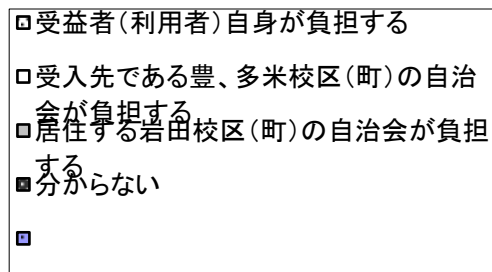 受益者(利用者)自身が負担する
受入先である豊、多米校区(町)の自治
会が負担する
居住する岩田校区(町)の自治会が負担
する
分からない